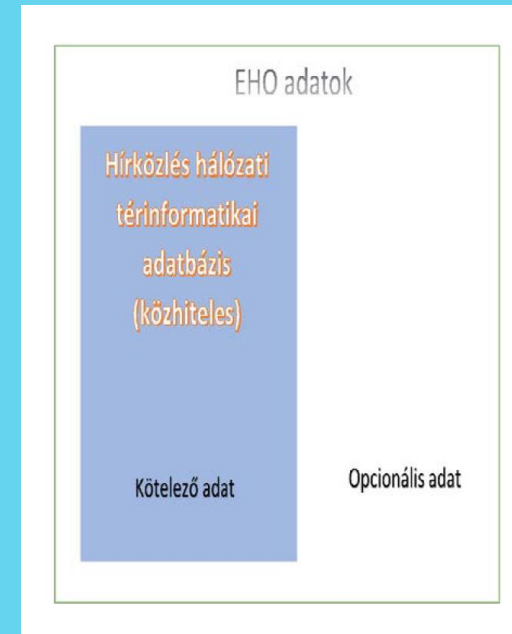 EHO adatok
Hírközlés hálózati
térinformatikai
adatbázis
(közhiteles)
Kötelező adat
Opcionális adat